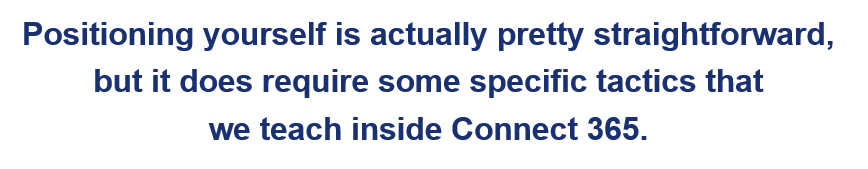 Positioning yourself is actually pretty straightforward,
but it does require some specific tactics that
we teach inside Connect 365.